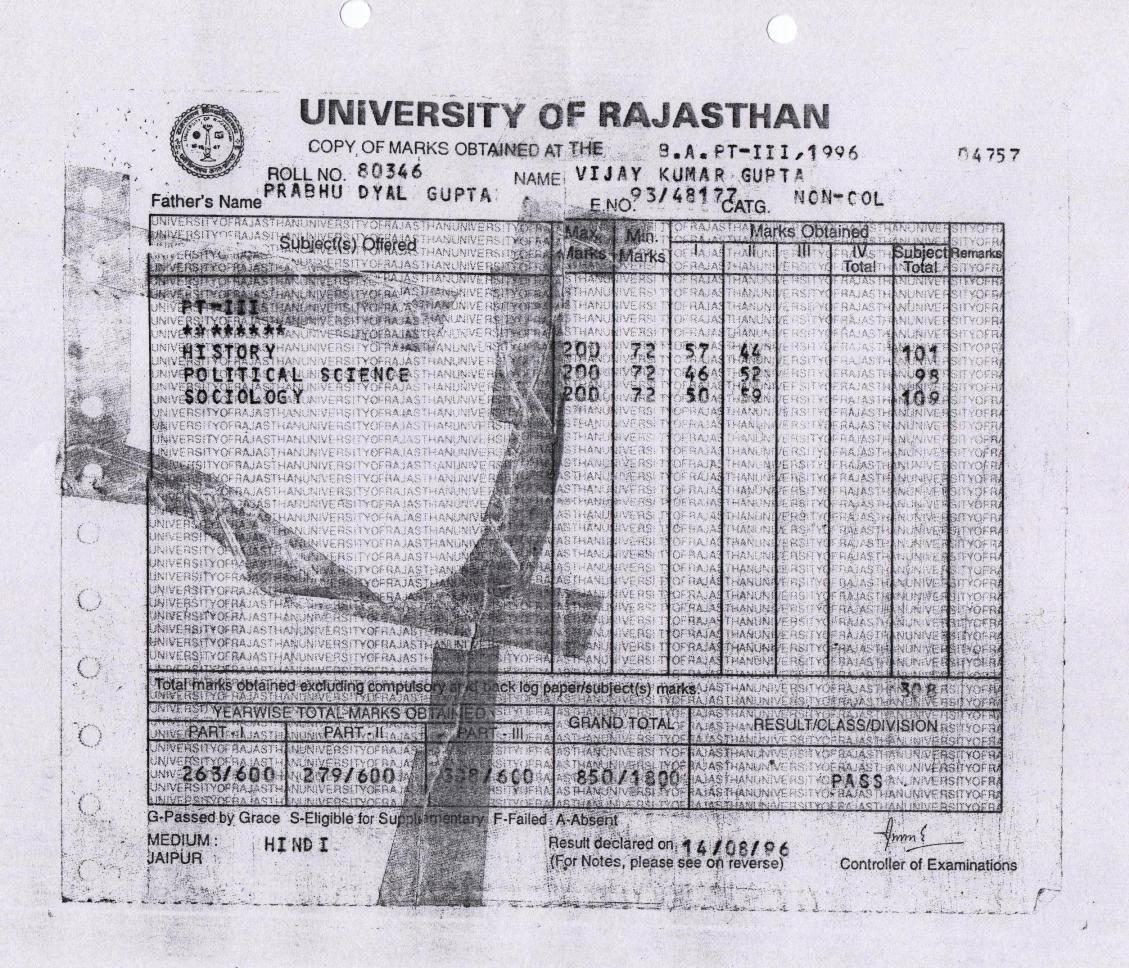 UNIVERSITY OF RAJASTHAN
COPY OF MARKS OBTAINED AT THE B.A.PT-III,1996 04757
ROLL NO. 80346 NAME VIJAY KUMAR GUPTA
Father's Name PRABHU DYAL GUPTA E.NO. 93/48177 CATG. NON-COL
Subject(s) Offered Max. Marks Min. Marks Marks Obtained
I II III IV Total Subject Total Remarks
PT-III
*******
HISTORY 200 72 57 44 101
POLITICAL SCIENCE 200 72 46 52 98
SOCIOLOGY 200 72 50 59 109
Total marks obtained excluding compulsory and back log paper/subject(s) marks 308
YEARWISE TOTAL MARKS OBTAINED GRAND TOTAL RESULT/CLASS/DIVISION
PART - I PART - II PART - III
263/600 279/600 308/600 850/1800 PASS
G-Passed by Grace S-Eligible for Supplementary F-Failed A-Absent
MEDIUM : HINDI Result declared on 14/08/96
JAIPUR (For Notes, please see on reverse) Controller of Examinations